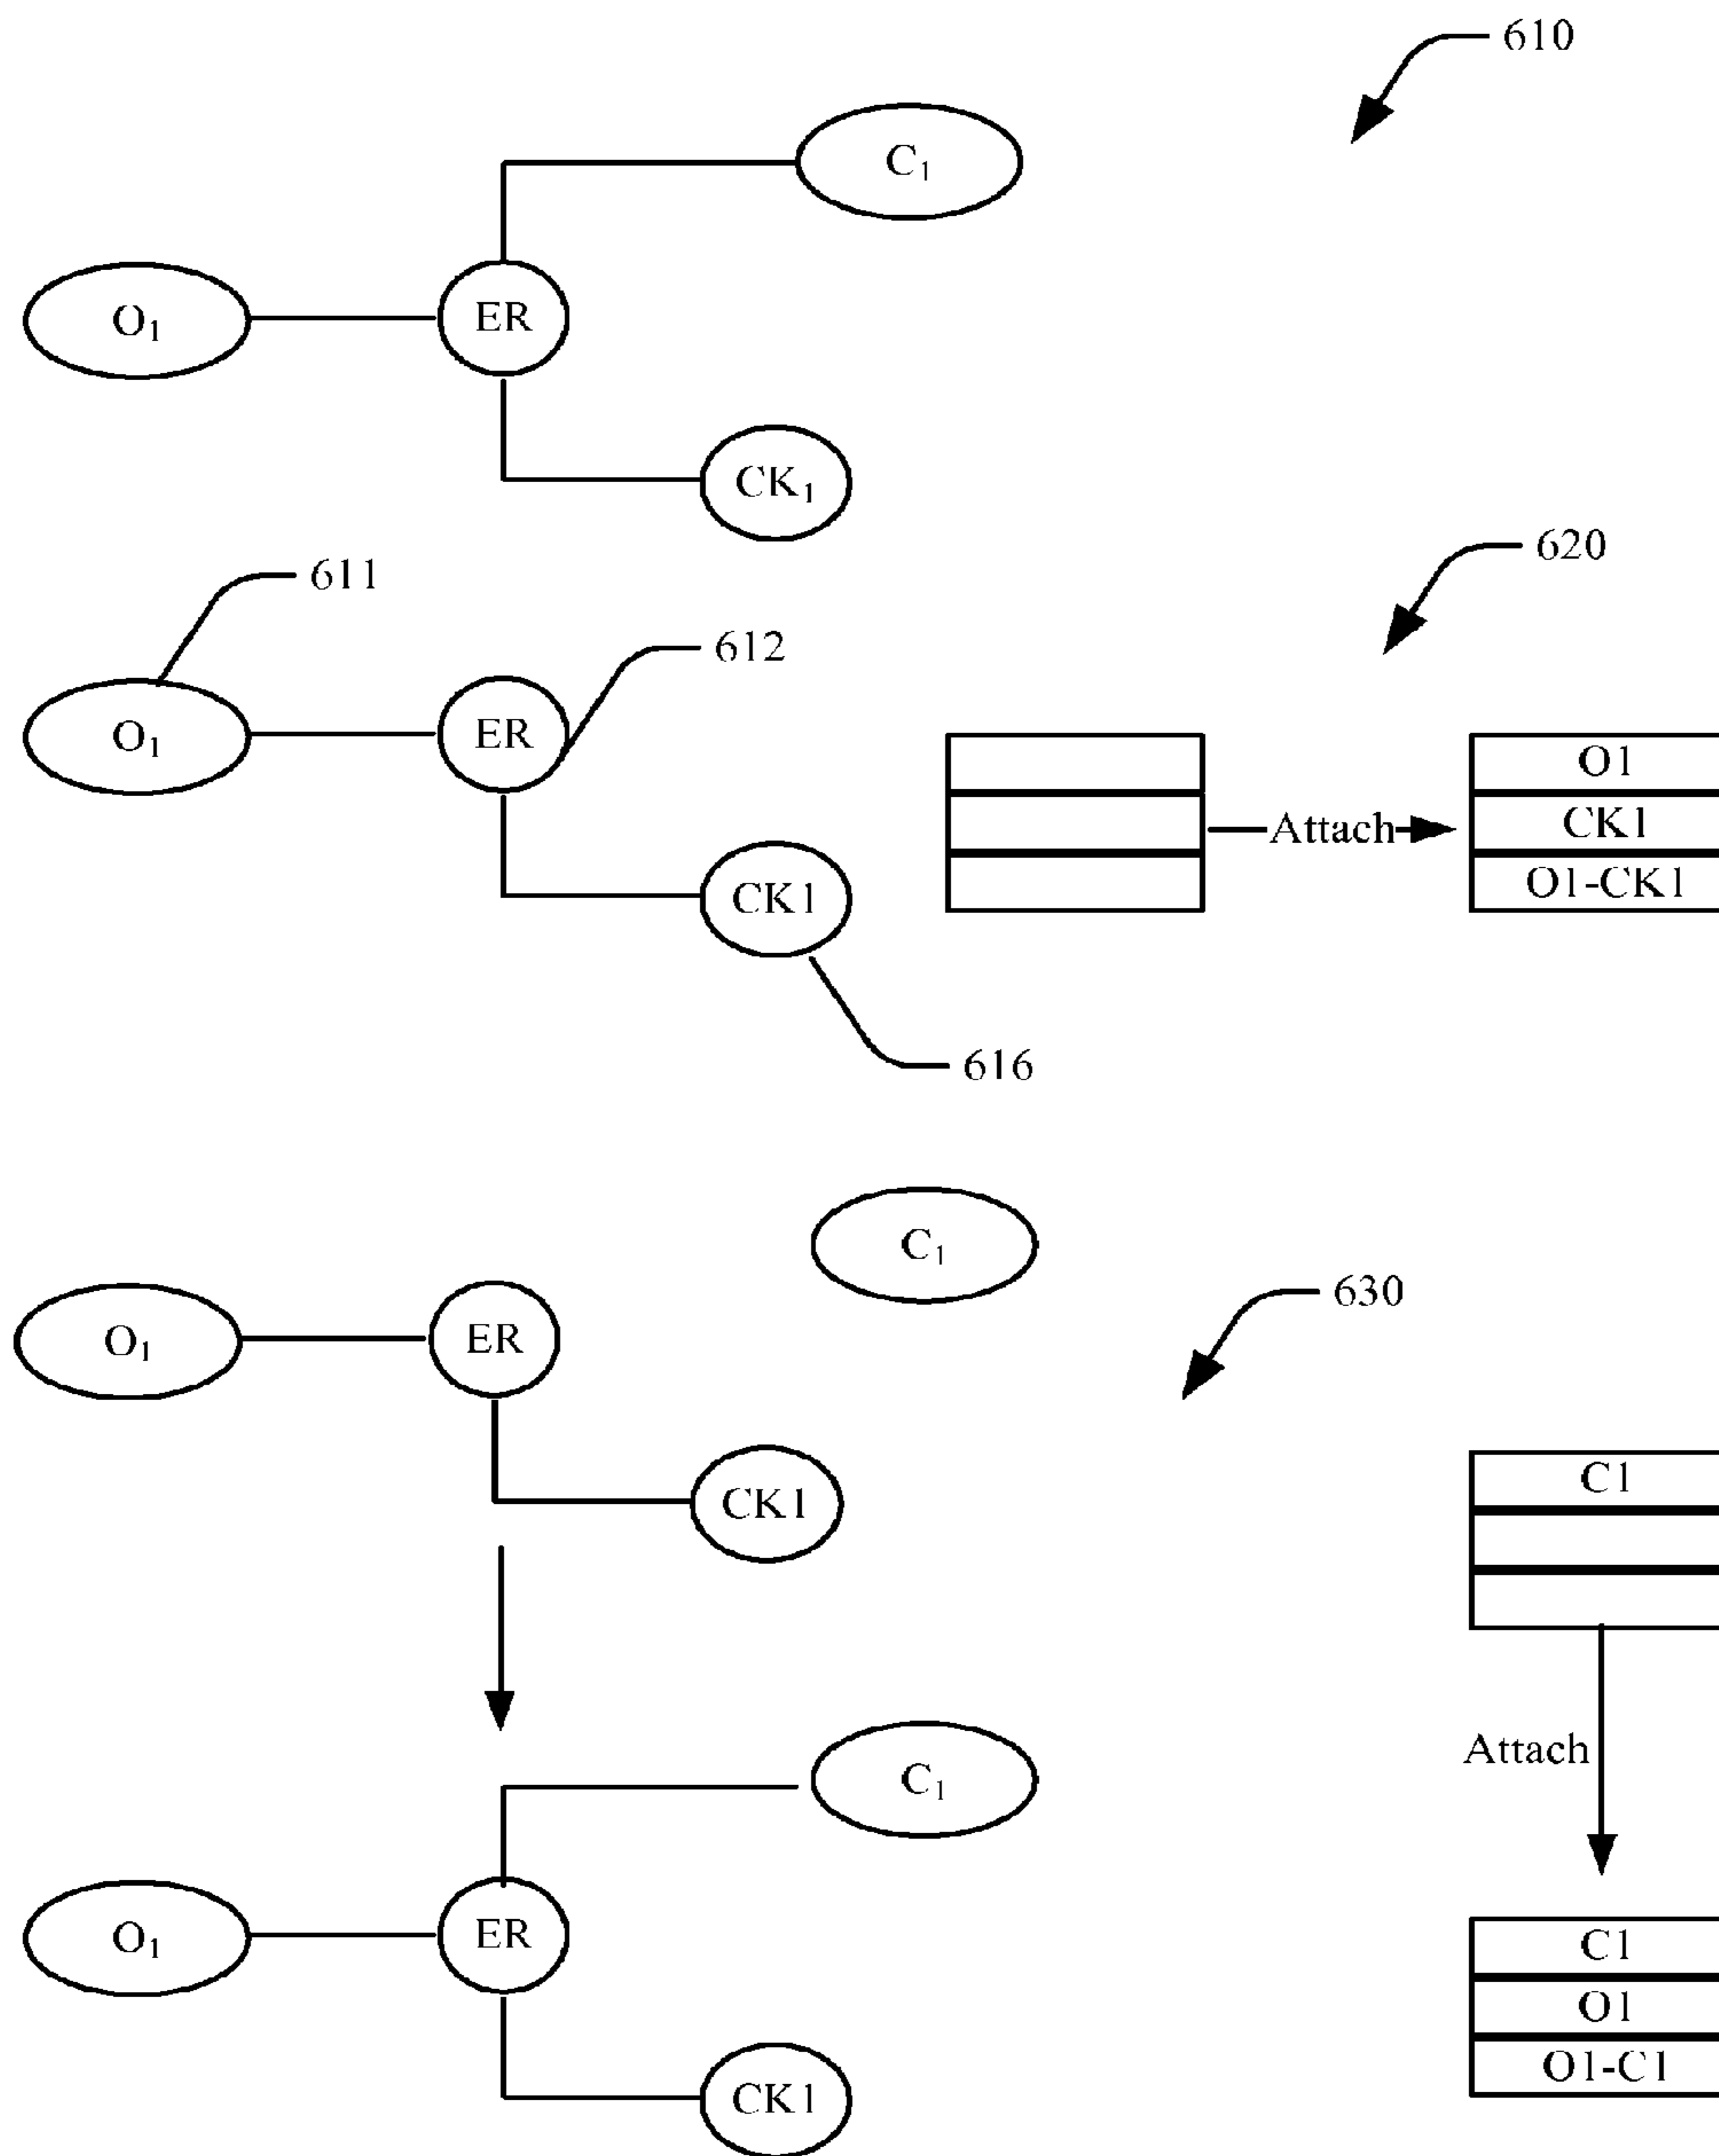 610
C₁
O₁
ER
CK₁
620
611
612
O₁
ER
O1
CK1
Attach
CK1
O1-CK1
616
C₁
630
O₁
ER
C1
CK1
Attach
C₁
O₁
ER
C1
O1
O1-C1
CK1